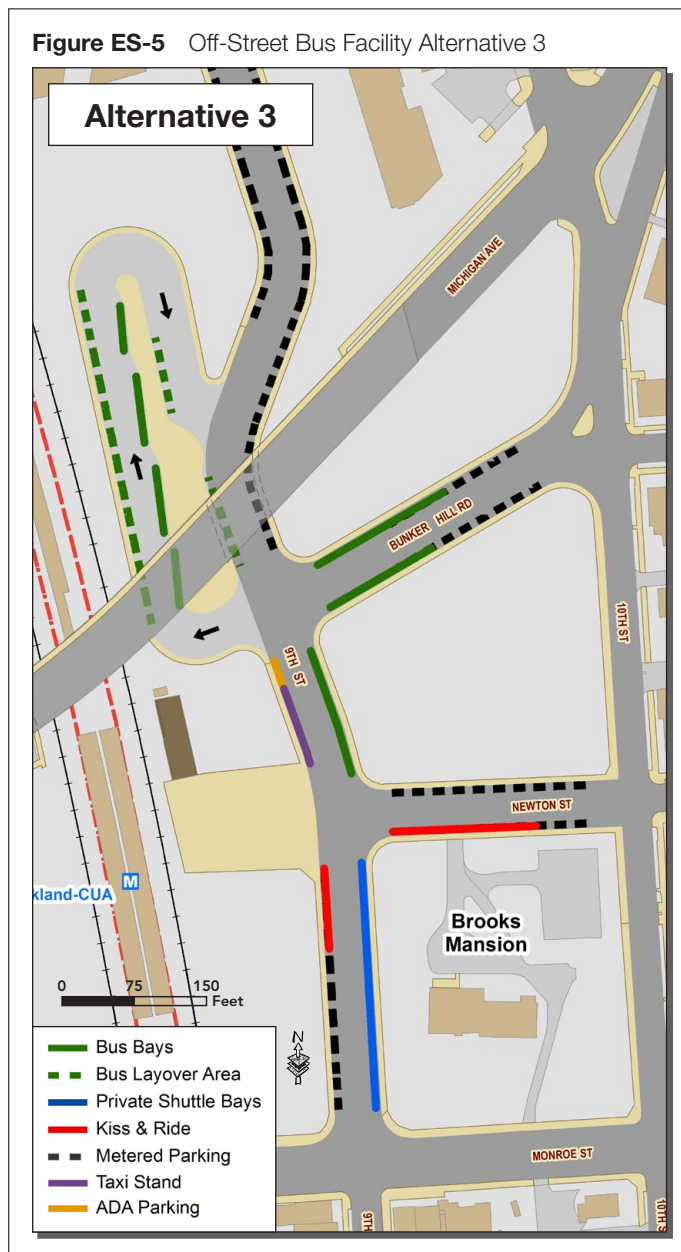 Figure ES-5 Off-Street Bus Facility Alternative 3
Alternative 3
MICHIGAN AVE
BUNKER HILL RD
10TH ST
9TH ST
NEWTON ST
kland-CUA
M
Brooks
Mansion
0 75 150
Feet
N
Bus Bays
Bus Layover Area
Private Shuttle Bays
Kiss & Ride
Metered Parking
Taxi Stand
ADA Parking
MONROE ST
9TH
10TH S